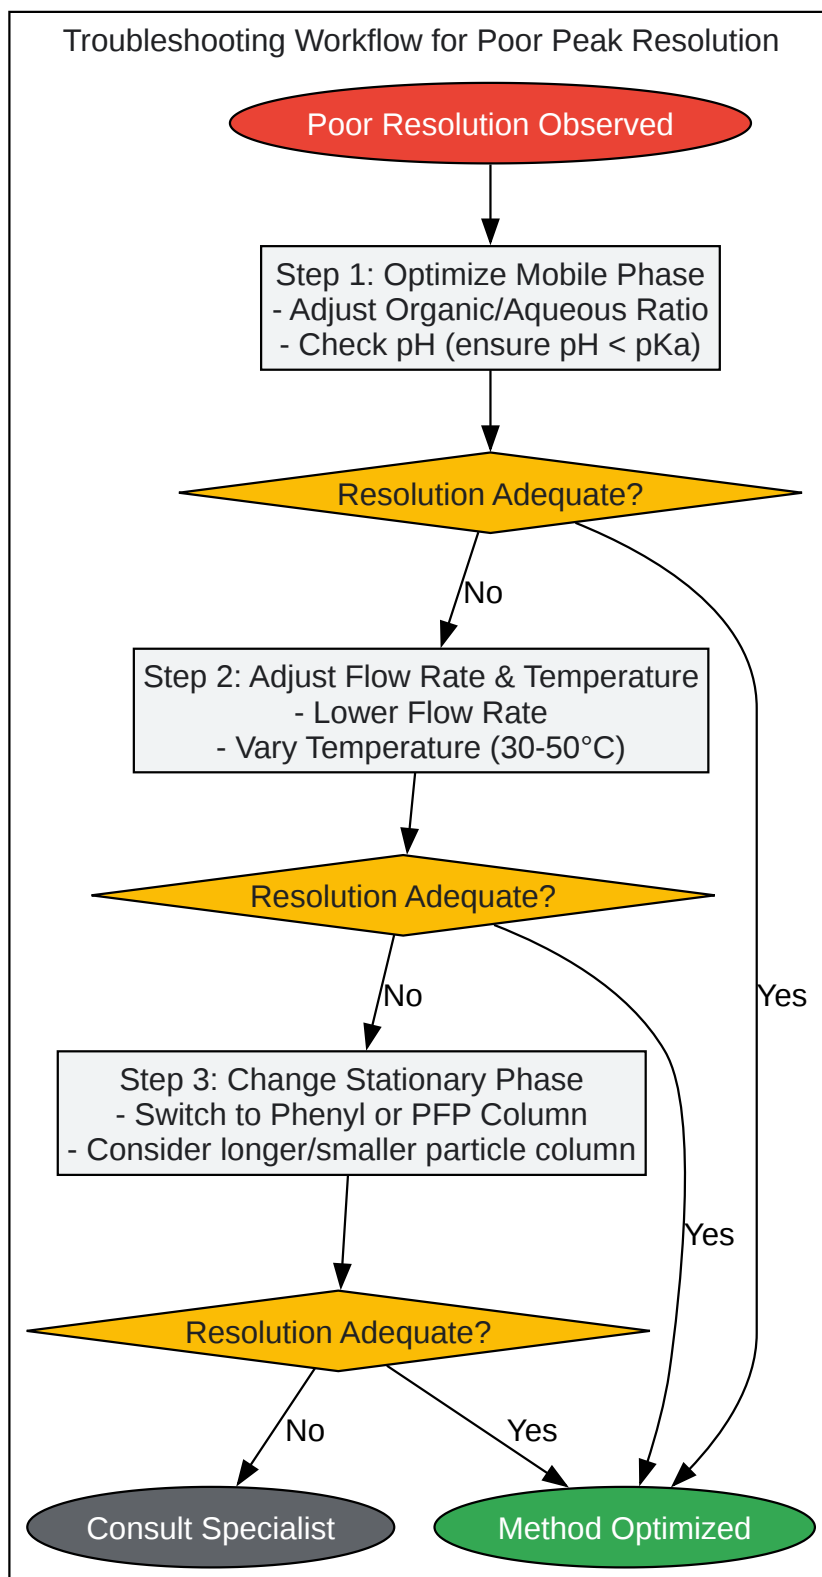 Troubleshooting Workflow for Poor Peak Resolution
Poor Resolution Observed
Step 1: Optimize Mobile Phase
- Adjust Organic/Aqueous Ratio
- Check pH (ensure pH < pKa)
Resolution Adequate?
No
Step 2: Adjust Flow Rate & Temperature
- Lower Flow Rate
- Vary Temperature (30-50°C)
Resolution Adequate?
No
Yes
Step 3: Change Stationary Phase
- Switch to Phenyl or PFP Column
- Consider longer/smaller particle column
Yes
Resolution Adequate?
No
Yes
Consult Specialist
Method Optimized